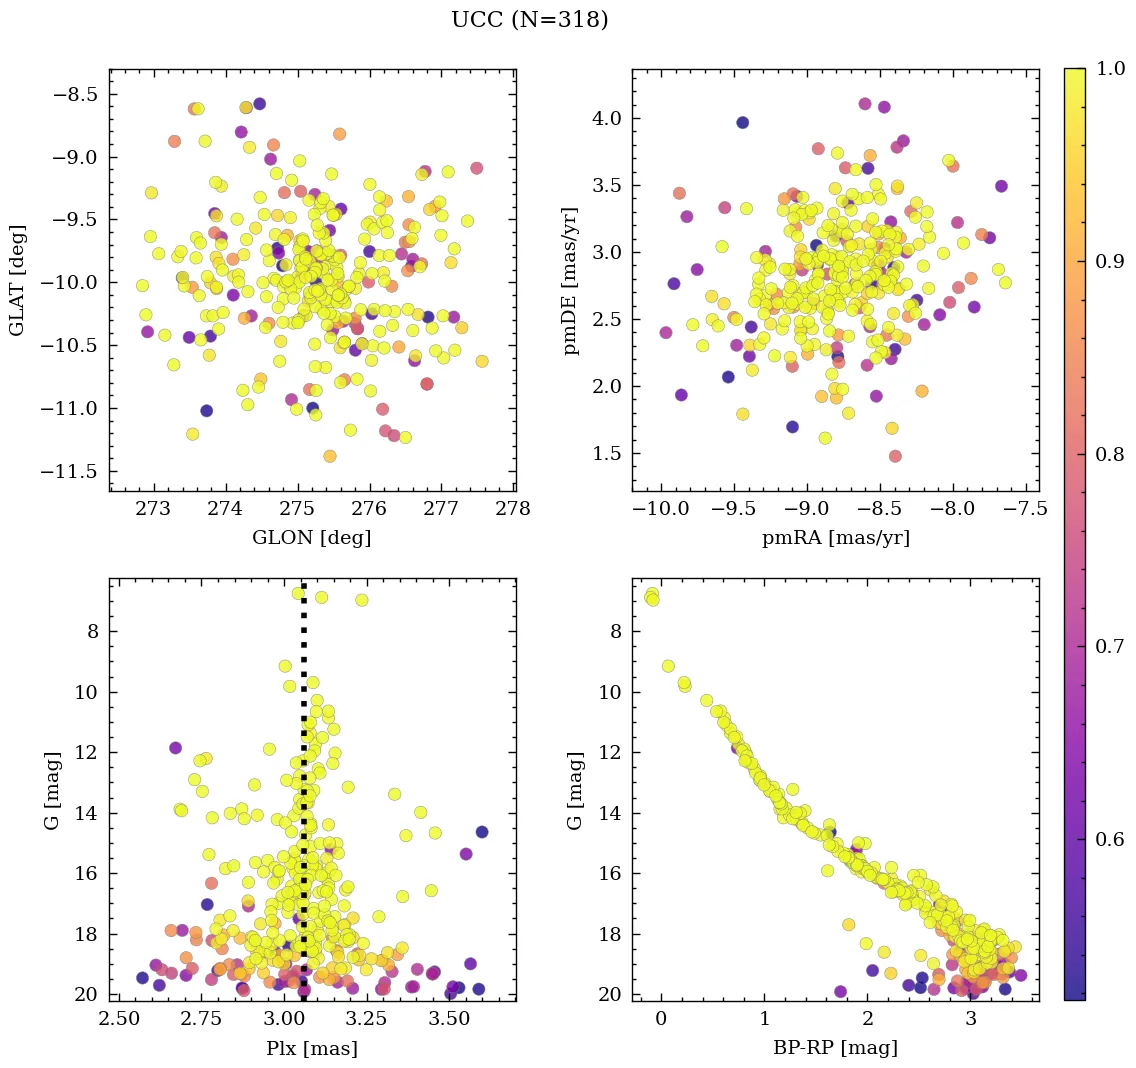 UCC (N=318)
−8.5
−9.0
−9.5
−10.0
−10.5
−11.0
−11.5
GLAT [deg]
273 274 275 276 277 278
GLON [deg]
4.0
3.5
3.0
2.5
2.0
1.5
pmDE [mas/yr]
−10.0 −9.5 −9.0 −8.5 −8.0 −7.5
pmRA [mas/yr]
1.0
0.9
0.8
0.7
0.6
8
10
12
14
16
18
20
G [mag]
2.50 2.75 3.00 3.25 3.50
Plx [mas]
8
10
12
14
16
18
20
G [mag]
0 1 2 3
BP-RP [mag]